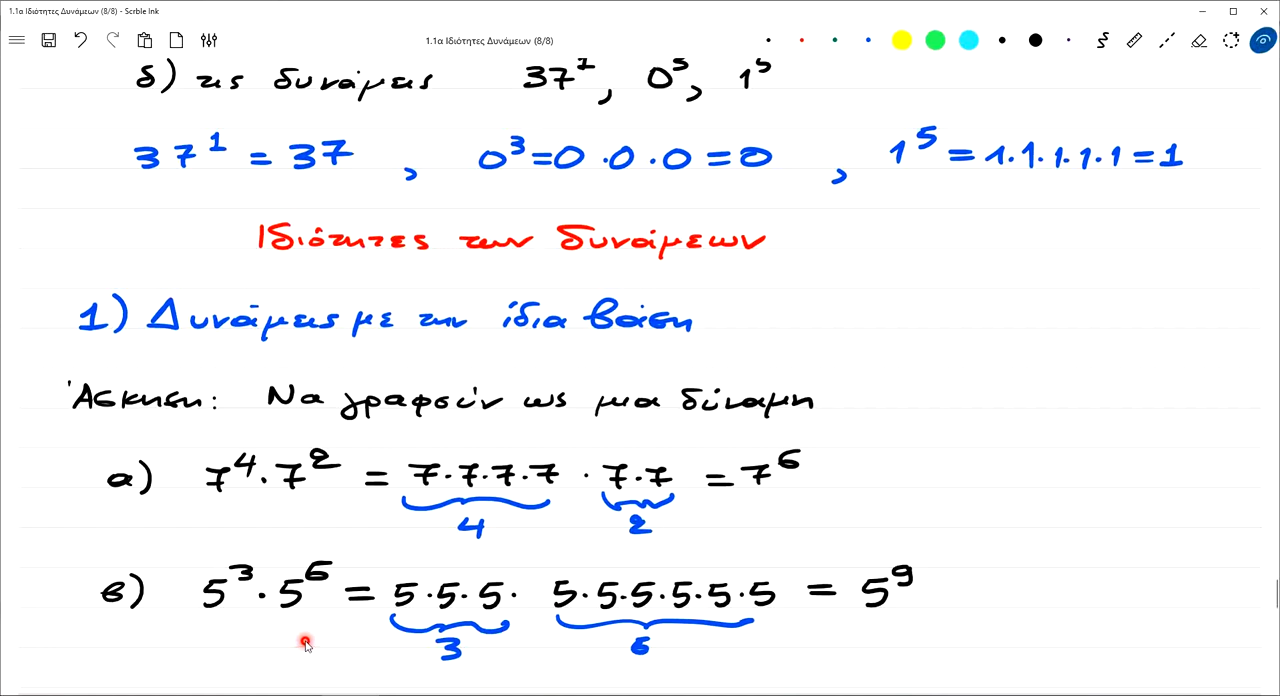 1.1α Ιδιότητες Δυνάμεων (8/8) - Scrble Ink
1.1α Ιδιότητες Δυνάμεων (8/8)
δ) τις δυνάμεις 37¹, 0⁵, 1⁵
37¹ = 37, 0³=0·0·0=0, 1⁵=1·1·1·1·1=1
Ιδιότητες των δυνάμεων
1) Δυνάμεις με την ίδια βάση
Άσκηση: Να γραφούν ως μια δύναμη
α) 7⁴·7² = 7·7·7·7 · 7·7 = 7⁶
4 2
β) 5³·5⁶ = 5·5·5· 5·5·5·5·5·5 = 5⁹
3 6